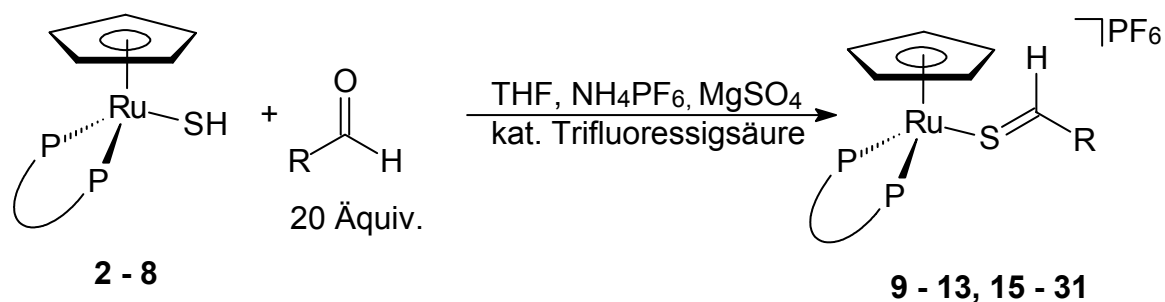 PF6
H
O
Ru
SH
+
THF, NH4PF6, MgSO4
kat. Trifluoressigsäure
Ru
S
P
P
R
H
R
P
P
20 Äquiv.
2 - 8
9 - 13, 15 - 31